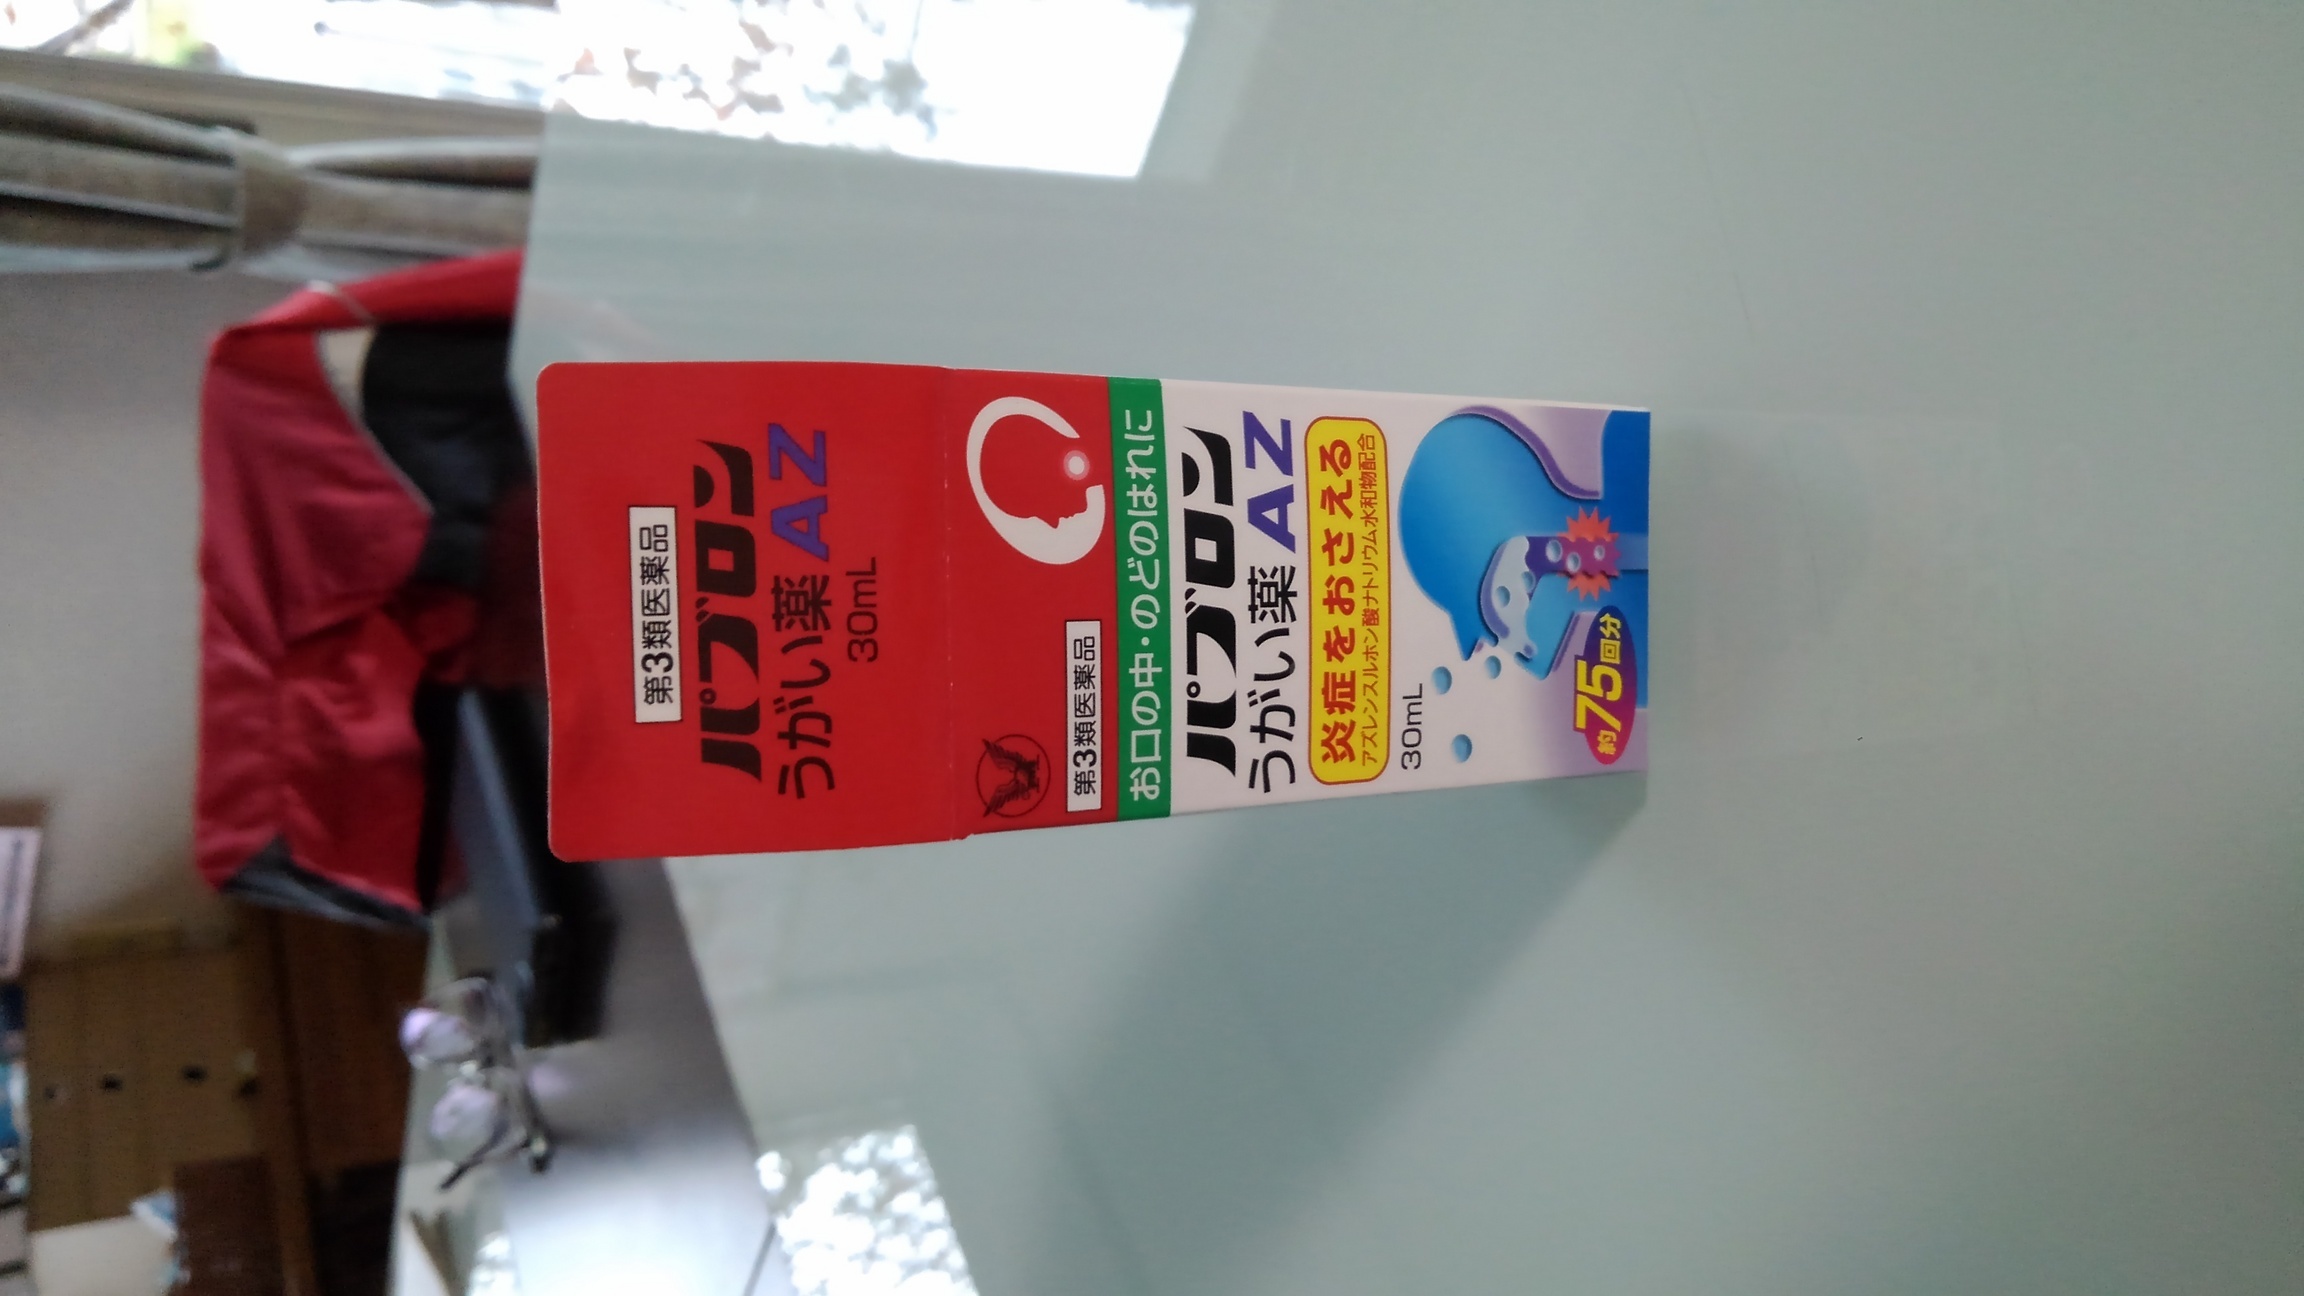 第3類医薬品
パブロン
うがい薬AZ
30mL
第3類医薬品
お口の中・のどのはれに
パブロン
うがい薬AZ
炎症をおさえる
アズレンスルホン酸ナトリウム水和物配合
30mL
約75回分